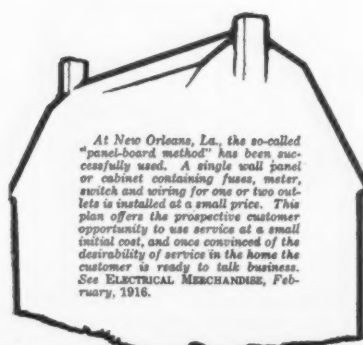 At New Orleans, La., the so-called
"panel-board method" has been suc-
cessfully used. A single wall panel
or cabinet containing fuses, meter,
switch and wiring for one or two out-
lets is installed at a small price. This
plan offers the prospective customer
opportunity to use service at a small
initial cost, and once convinced of the
desirability of service in the home the
customer is ready to talk business.
See ELECTRICAL MERCHANDISE, Feb-
ruary, 1916.